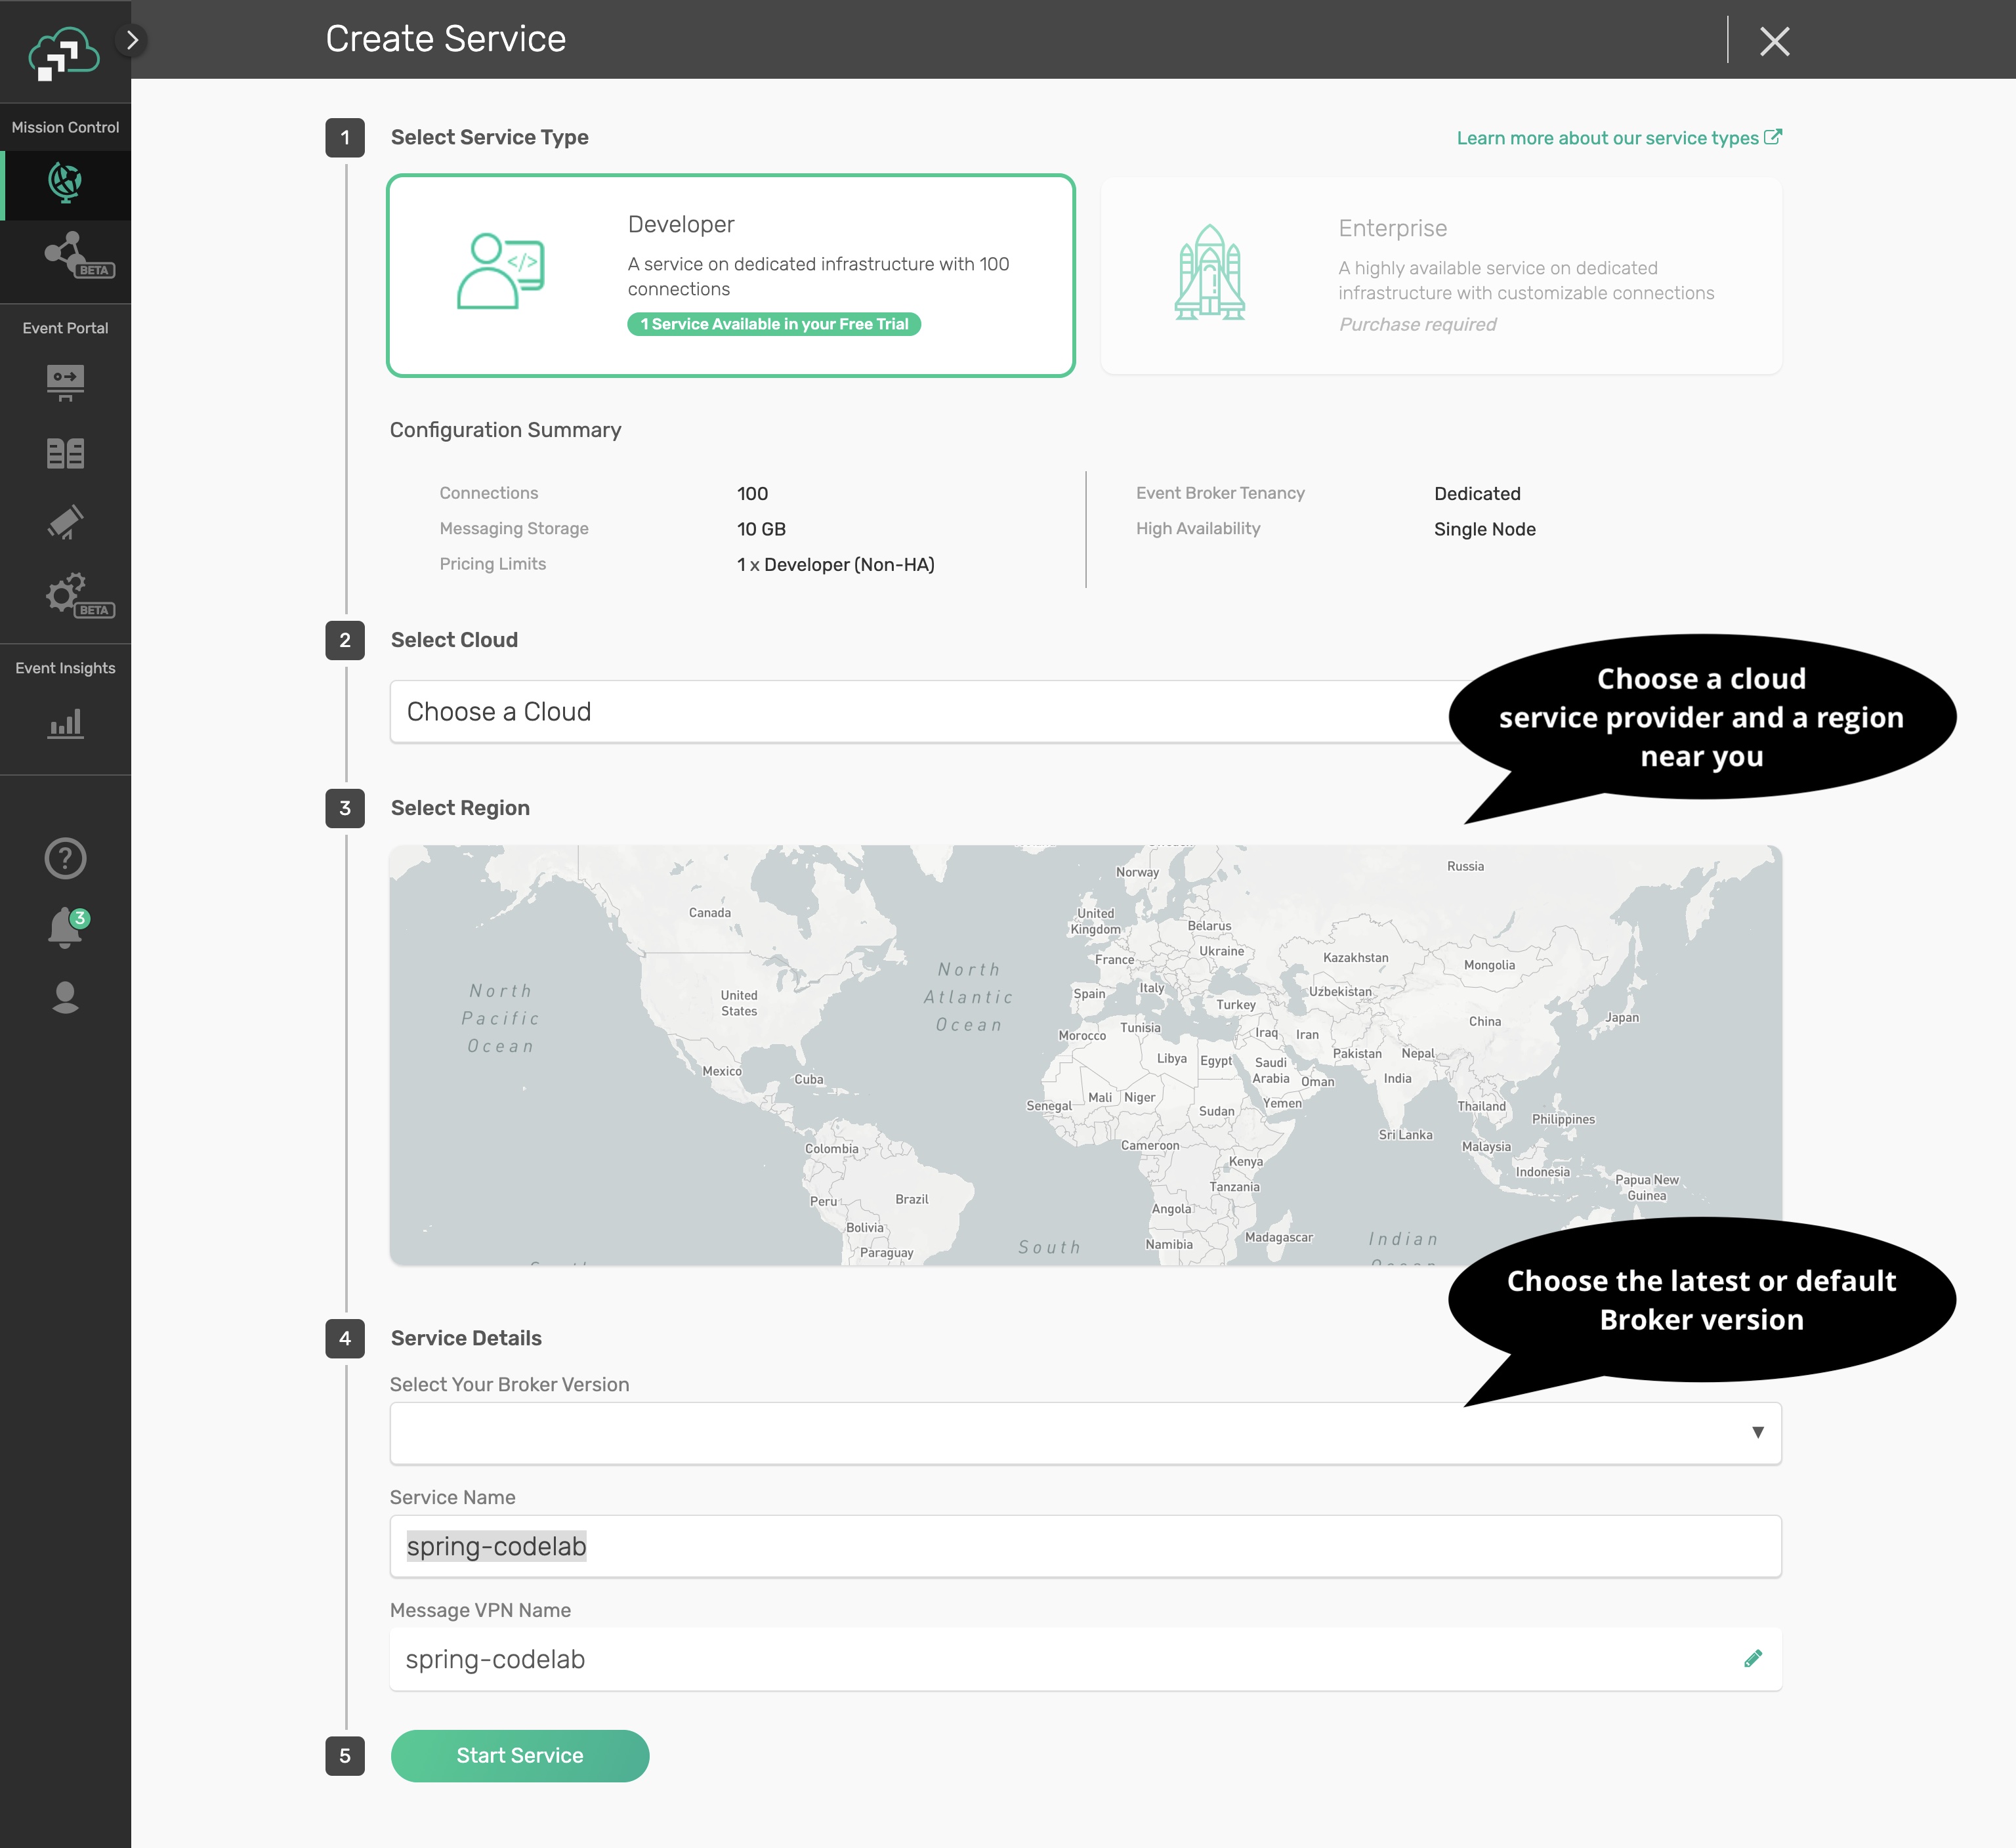 Create Service
Mission Control
BETA
Event Portal
BETA
Event Insights
?
3
1
Select Service Type
Learn more about our service types
</>
Developer
A service on dedicated infrastructure with 100
connections
1 Service Available in your Free Trial
Enterprise
A highly available service on dedicated
infrastructure with customizable connections
Purchase required
Configuration Summary
Connections 100
Messaging Storage 10 GB
Pricing Limits 1 x Developer (Non-HA)
Event Broker Tenancy Dedicated
High Availability Single Node
2
Select Cloud
Choose a Cloud
Choose a cloud
service provider and a region
near you
3
Select Region
Norway
Russia
Canada
United
Kingdom
Belarus
Ukraine
France
Kazakhstan
Mongolia
North
Pacific
Ocean
North
Atlantic
Ocean
United
States
Spain
Italy
Uzbekistan
Turkey
China
Japan
Morocco
Tunisia
Iraq
Iran
Pakistan
Nepal
Libya
Egypt
Saudi
Arabia
Oman
India
Mexico
Cuba
Senegal
Mali
Niger
Sudan
Yemen
Thailand
Philippines
Sri Lanka
Colombia
Cameroon
Kenya
Malaysia
Indonesia
Peru
Brazil
Tanzania
Papua New
Guinea
Angola
Bolivia
Paraguay
South
Namibia
Madagascar
Indian
Choose the latest or default
Broker version
4
Service Details
Select Your Broker Version
Service Name
spring-codelab
Message VPN Name
spring-codelab
5
Start Service